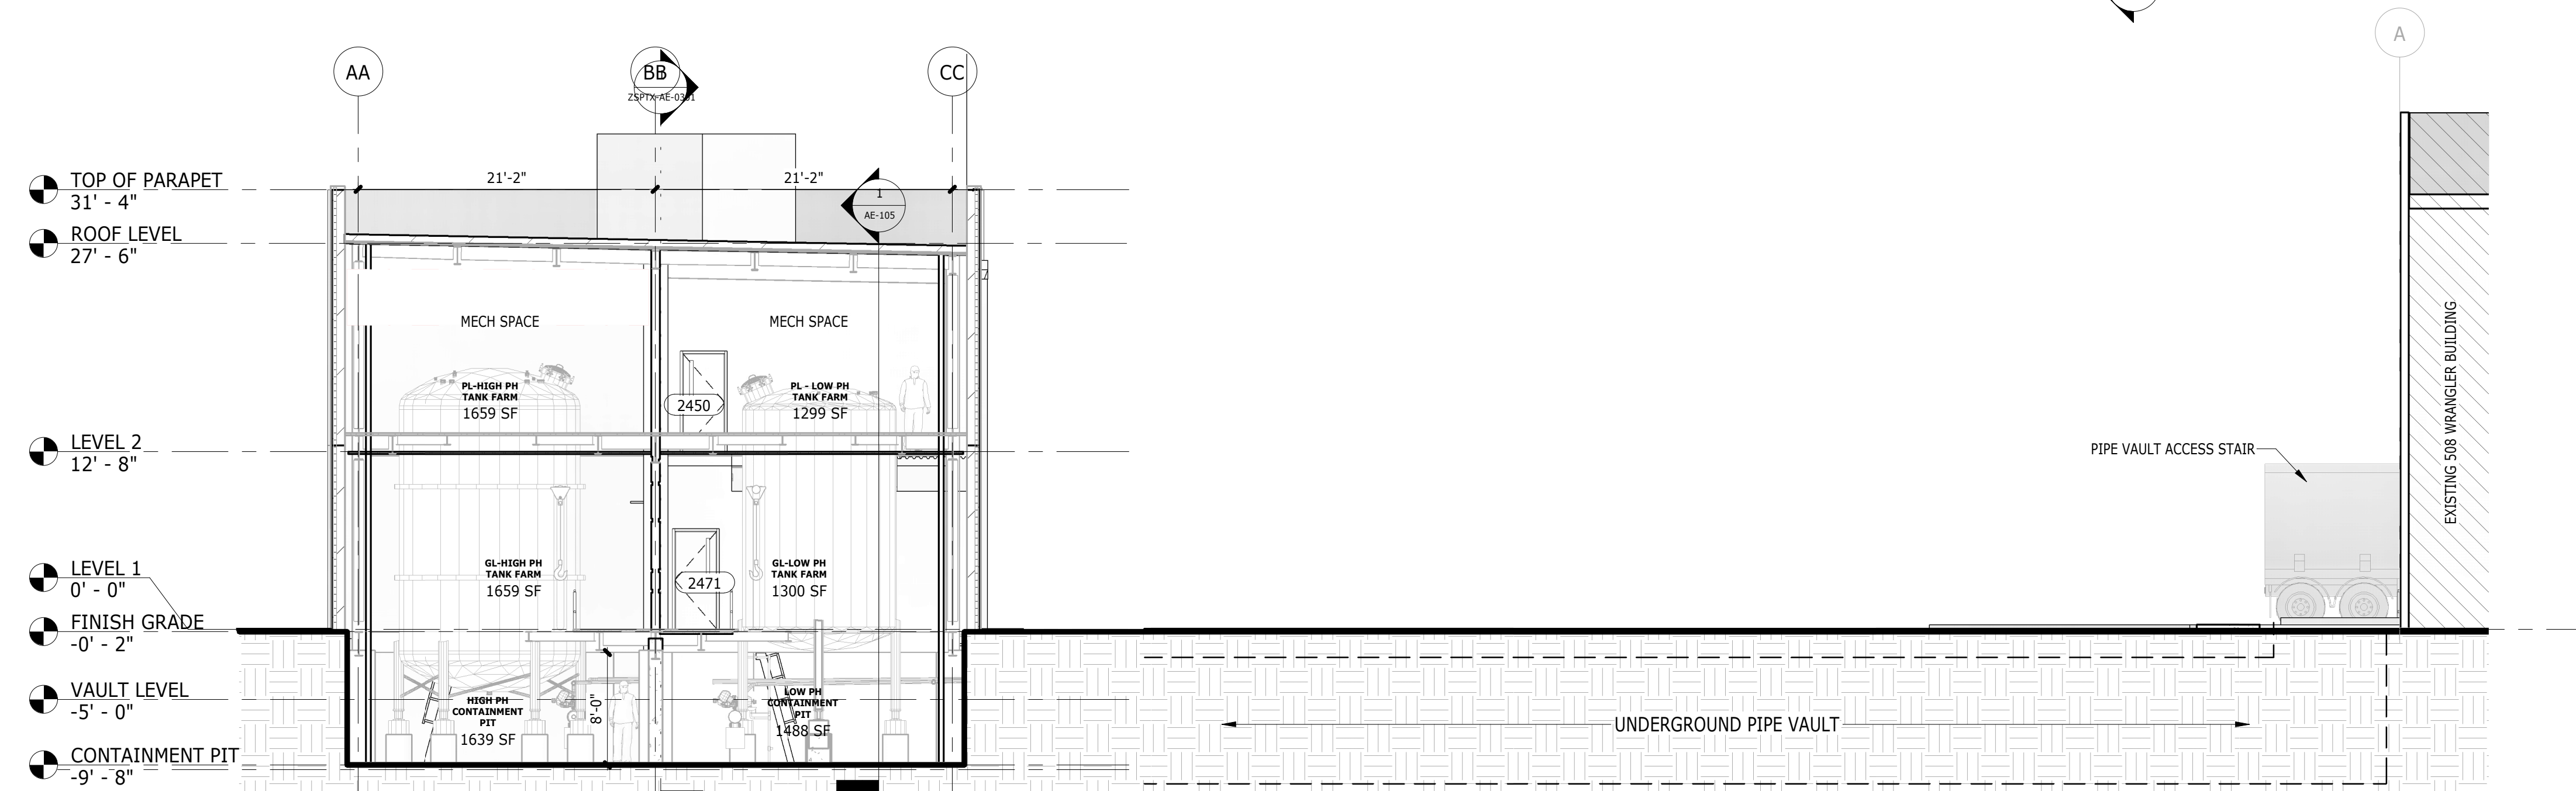 A
AA
BB
CC
ZSPTX-AE-0301
TOP OF PARAPET
31' - 4"
21'-2"
21'-2"
1
AE-105
ROOF LEVEL
27' - 6"
MECH SPACE
MECH SPACE
PL-HIGH PH
TANK FARM
1659 SF
2450
PL - LOW PH
TANK FARM
1299 SF
LEVEL 2
12' - 8"
PIPE VAULT ACCESS STAIR
EXISTING 508 WRANGLER BUILDING
GL-HIGH PH
TANK FARM
1659 SF
2471
GL-LOW PH
TANK FARM
1300 SF
LEVEL 1
0' - 0"
FINISH GRADE
-0' - 2"
VAULT LEVEL
-5' - 0"
HIGH PH
CONTAINMENT
PIT
1639 SF
8'-0"
LOW PH
CONTAINMENT
PIT
1488 SF
UNDERGROUND PIPE VAULT
CONTAINMENT PIT
-9' - 8"